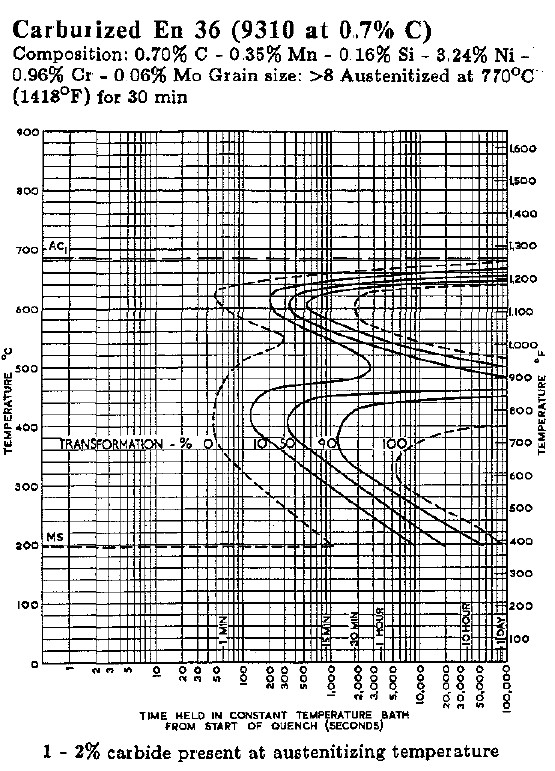 Carburized En 36 (9310 at 0.7% C)
Composition: 0.70% C - 0.35% Mn - 0.16% Si - 3.24% Ni -
0.96% Cr - 0.06% Mo Grain size: >8 Austenitized at 770°C
(1418°F) for 30 min
900
800
700
600
500
400
300
200
100
0
TEMPERATURE °C
1,600
1,500
1,400
1,300
1,200
1,100
1,000
900
800
700
600
500
400
300
200
100
TEMPERATURE °F
AC1
TRANSFORMATION - % 0 10 50 90 100
MS
1 MIN
15 MIN
30 MIN
1 HOUR
10 HOUR
1 DAY
1 2 3 5 10 20 30 50 100 200 300 500 1,000 2,000 3,000 5,000 10,000 20,000 30,000 50,000 100,000
TIME HELD IN CONSTANT TEMPERATURE BATH
FROM START OF QUENCH (SECONDS)
1 - 2% carbide present at austenitizing temperature